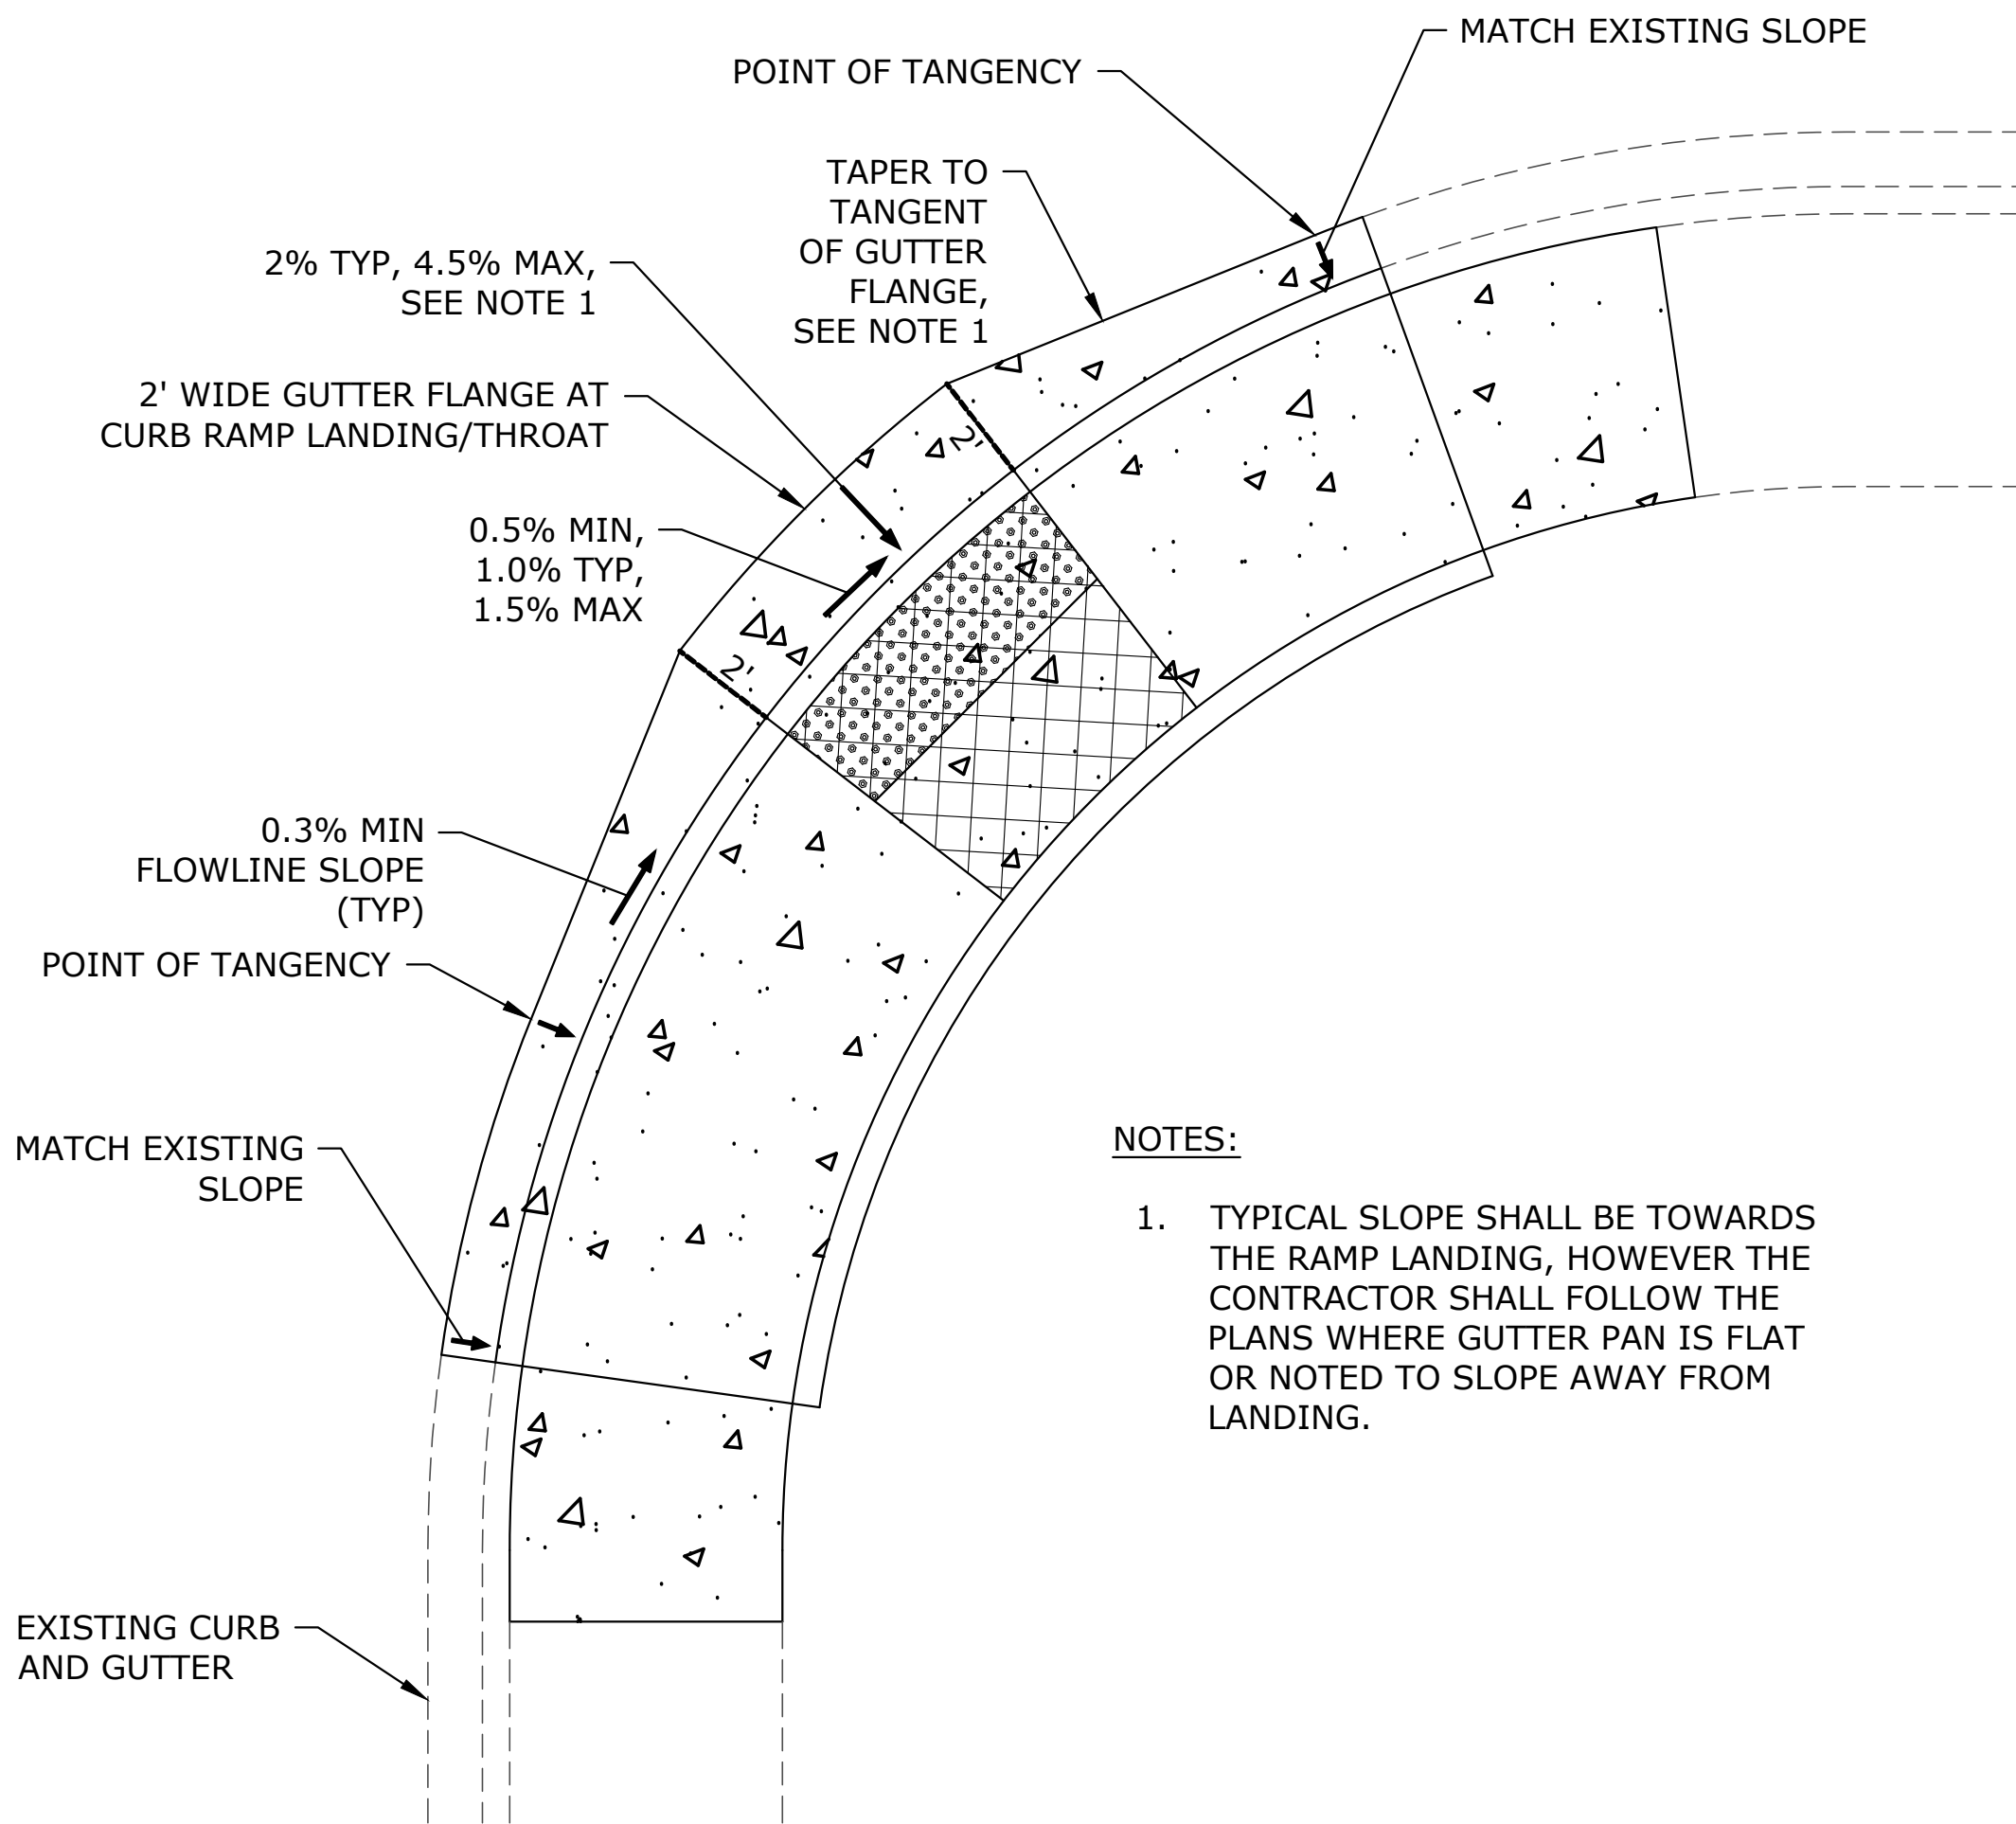 MATCH EXISTING SLOPE
POINT OF TANGENCY
TAPER TO
TANGENT
OF GUTTER
FLANGE,
SEE NOTE 1
2% TYP, 4.5% MAX,
SEE NOTE 1
2' WIDE GUTTER FLANGE AT
CURB RAMP LANDING/THROAT
2'
0.5% MIN,
1.0% TYP,
1.5% MAX
2'
0.3% MIN
FLOWLINE SLOPE
(TYP)
POINT OF TANGENCY
MATCH EXISTING
SLOPE
NOTES:
1. TYPICAL SLOPE SHALL BE TOWARDS
THE RAMP LANDING, HOWEVER THE
CONTRACTOR SHALL FOLLOW THE
PLANS WHERE GUTTER PAN IS FLAT
OR NOTED TO SLOPE AWAY FROM
LANDING.
EXISTING CURB
AND GUTTER